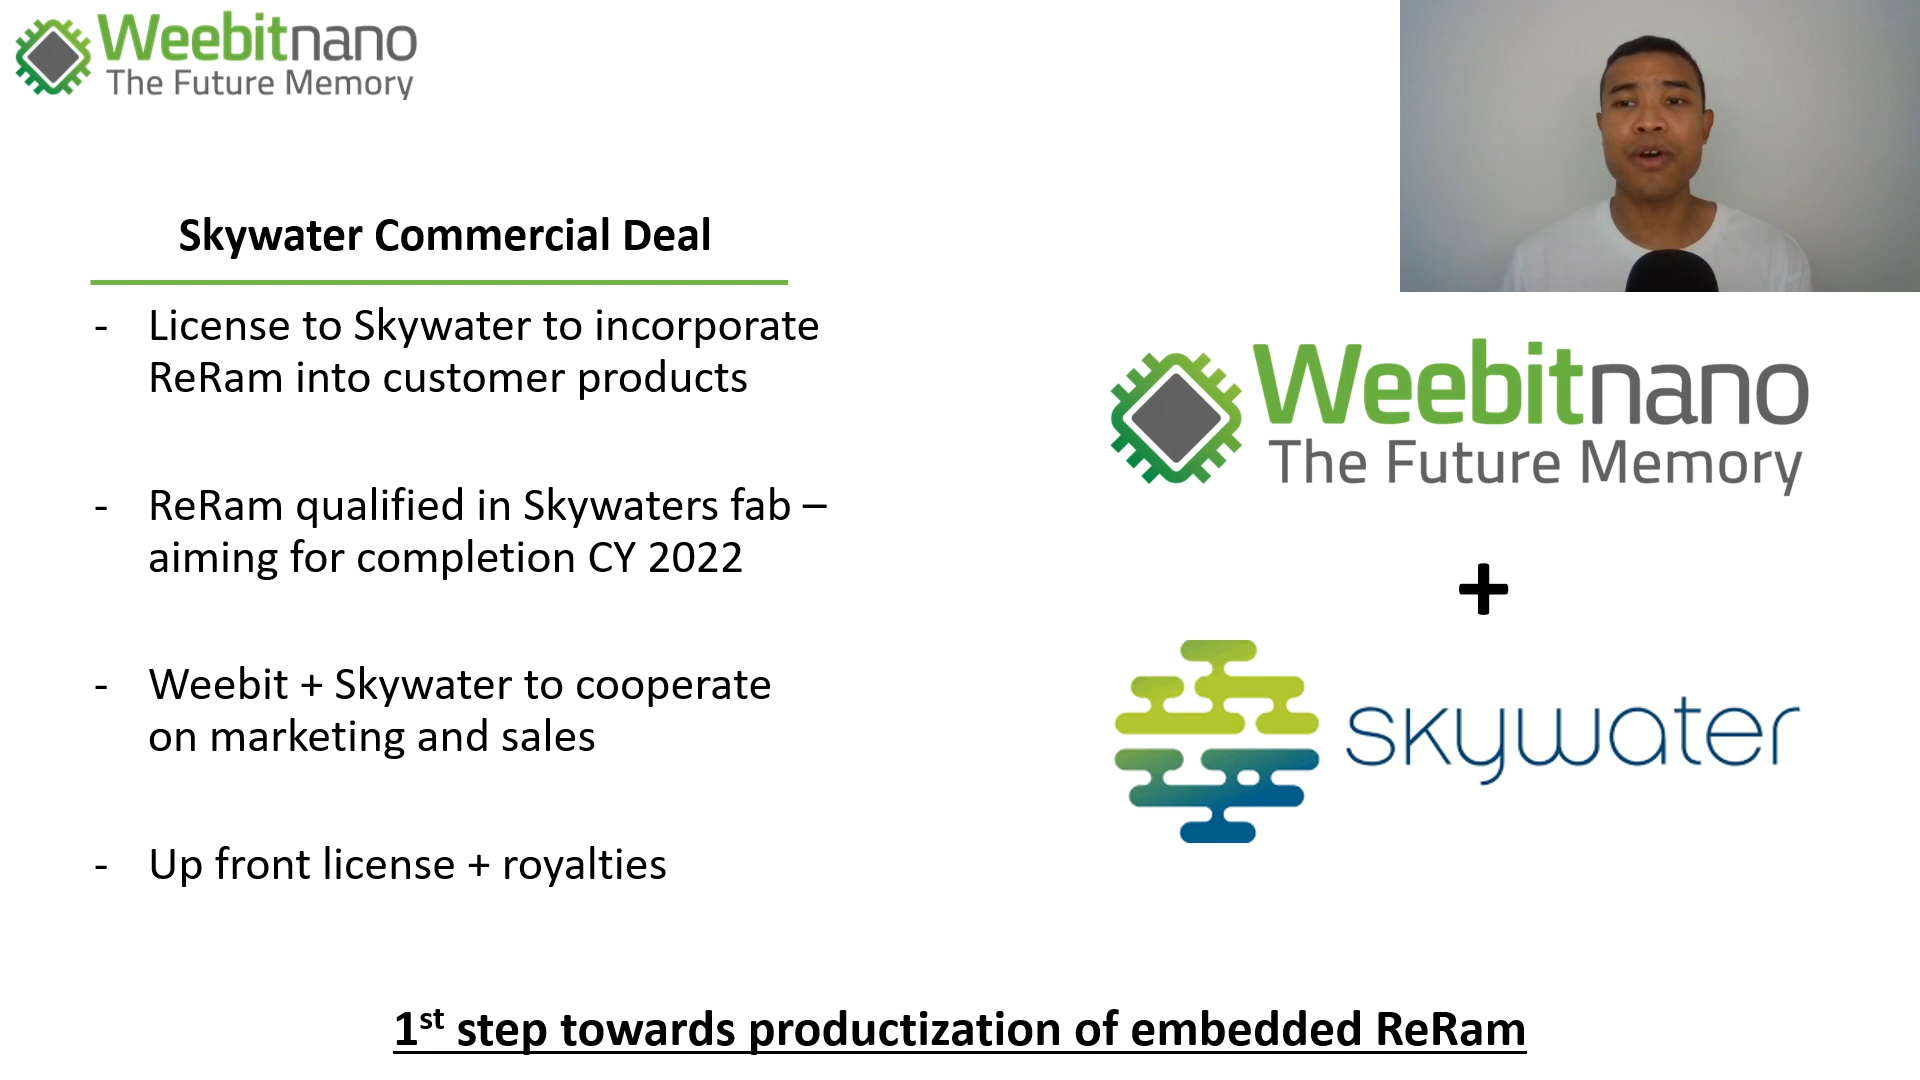 Weebitnano
The Future Memory
Skywater Commercial Deal
- License to Skywater to incorporate
ReRam into customer products
- ReRam qualified in Skywaters fab –
aiming for completion CY 2022
- Weebit + Skywater to cooperate
on marketing and sales
- Up front license + royalties
Weebitnano
The Future Memory
+
skywater
1st step towards productization of embedded ReRam